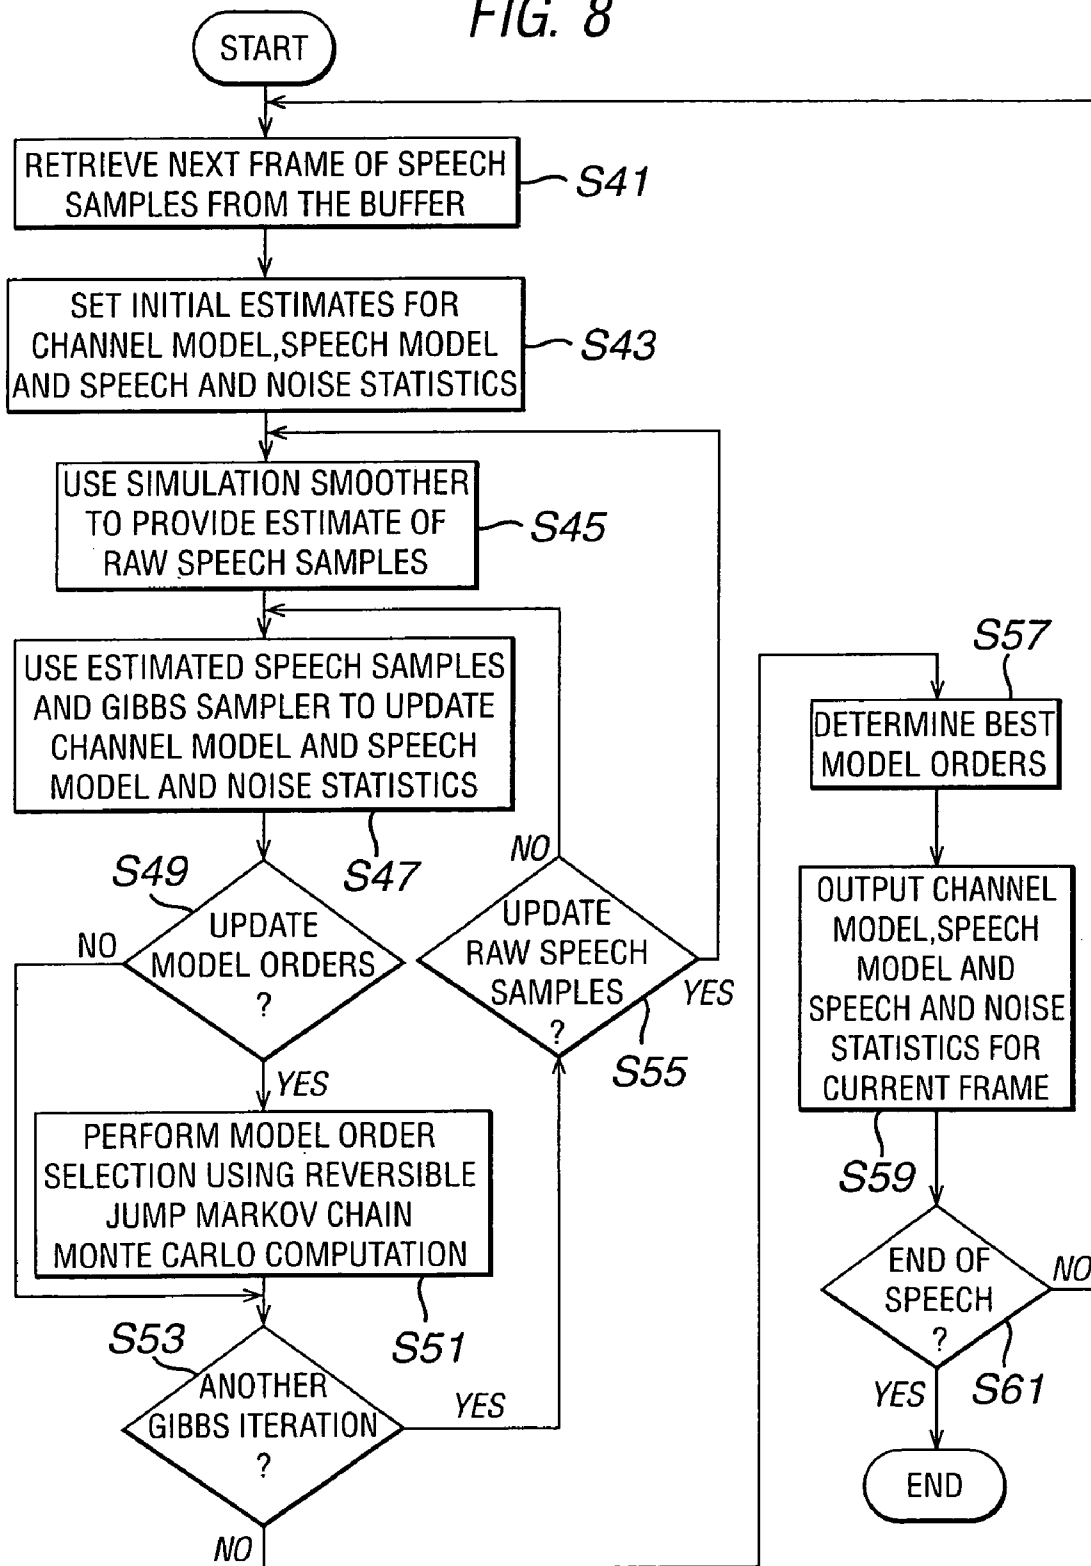 FIG. 8
START
RETRIEVE NEXT FRAME OF SPEECH
SAMPLES FROM THE BUFFER
S41
SET INITIAL ESTIMATES FOR
CHANNEL MODEL,SPEECH MODEL
AND SPEECH AND NOISE STATISTICS
S43
USE SIMULATION SMOOTHER
TO PROVIDE ESTIMATE OF
RAW SPEECH SAMPLES
S45
USE ESTIMATED SPEECH SAMPLES
AND GIBBS SAMPLER TO UPDATE
CHANNEL MODEL AND SPEECH
MODEL AND NOISE STATISTICS
S47
S49
UPDATE
MODEL ORDERS
?
NO
YES
PERFORM MODEL ORDER
SELECTION USING REVERSIBLE
JUMP MARKOV CHAIN
MONTE CARLO COMPUTATION
S51
S53
ANOTHER
GIBBS ITERATION
?
YES
NO
NO
UPDATE
RAW SPEECH
SAMPLES
?
YES
S55
S57
DETERMINE BEST
MODEL ORDERS
OUTPUT CHANNEL
MODEL,SPEECH
MODEL AND
SPEECH AND NOISE
STATISTICS FOR
CURRENT FRAME
S59
END OF
SPEECH
?
NO
S61
YES
END